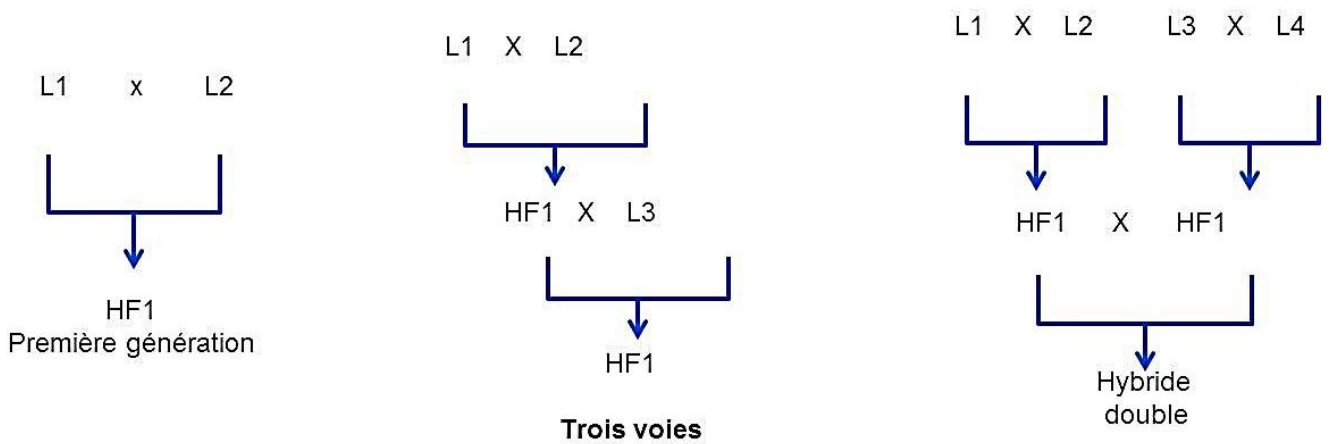 L1 x L2
HF1
Première génération
L1 X L2
HF1 X L3
HF1
Trois voies
L1 X L2 L3 X L4
HF1 X HF1
Hybride
double